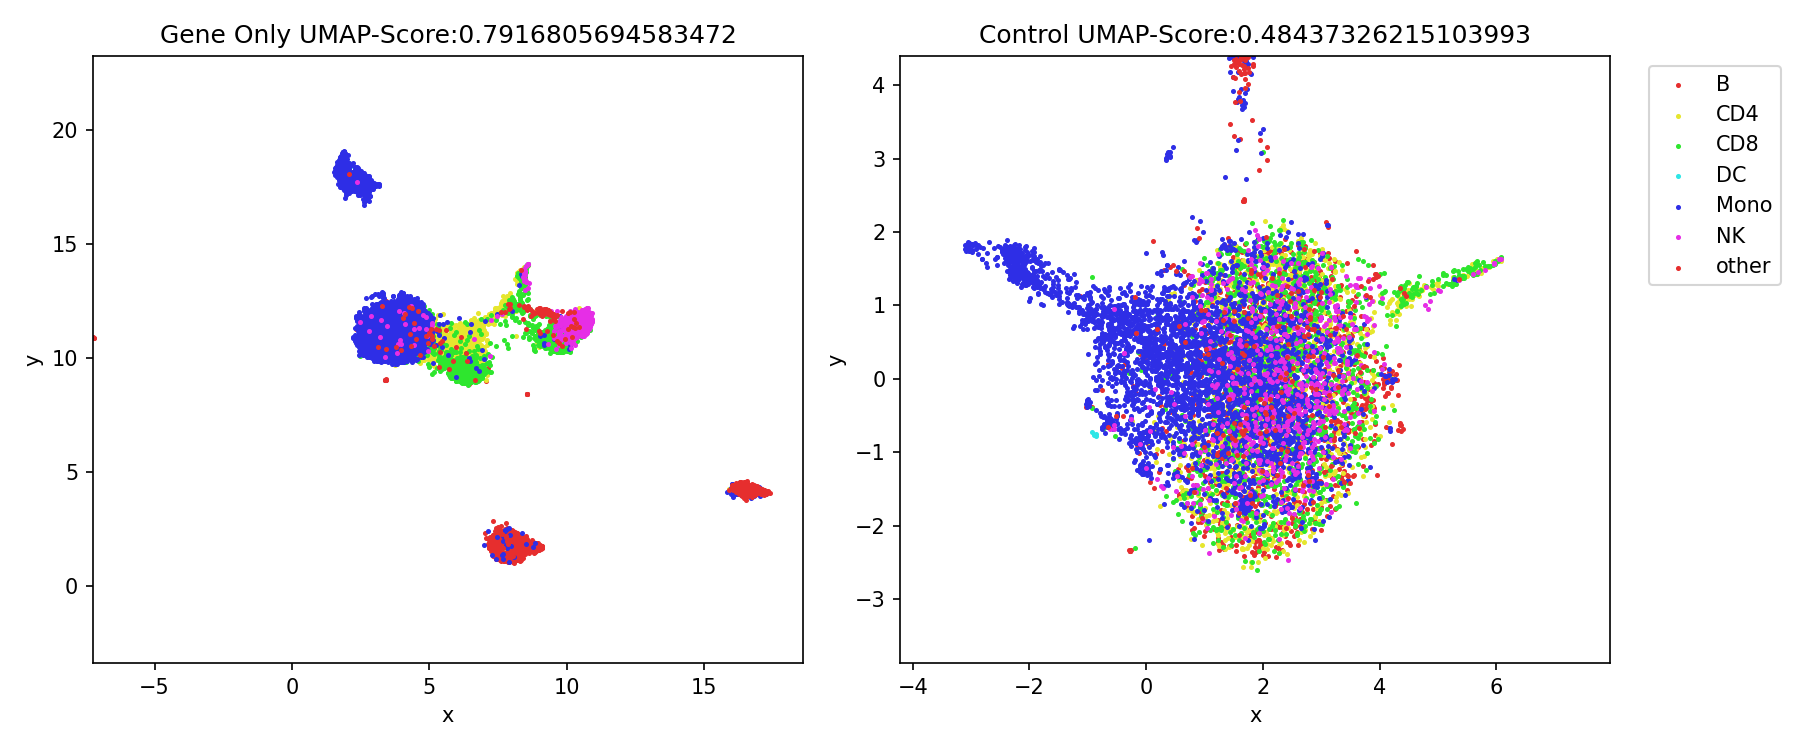 Gene Only UMAP-Score:0.7916805694583472
20
15
10
5
0
y
−5
0
5
10
15
x
Control UMAP-Score:0.48437326215103993
4
3
2
1
0
−1
−2
−3
y
−4
−2
0
2
4
6
x
B
CD4
CD8
DC
Mono
NK
other